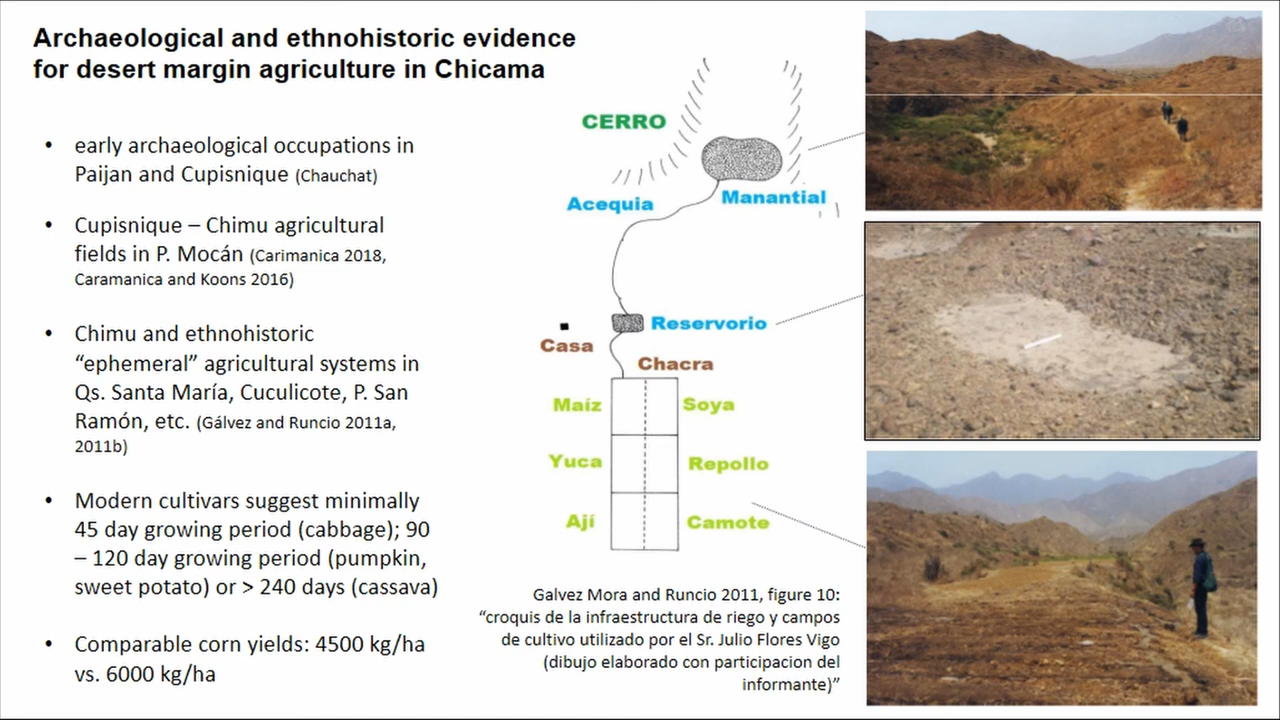 Archaeological and ethnohistoric evidence
for desert margin agriculture in Chicama
• early archaeological occupations in
Paijan and Cupisnique (Chauchat)
• Cupisnique – Chimu agricultural
fields in P. Mocán (Carimanica 2018,
Caramanica and Koons 2016)
• Chimu and ethnohistoric
“ephemeral” agricultural systems in
Qs. Santa María, Cuculicote, P. San
Ramón, etc. (Gálvez and Runcio 2011a,
2011b)
• Modern cultivars suggest minimally
45 day growing period (cabbage); 90
– 120 day growing period (pumpkin,
sweet potato) or > 240 days (cassava)
• Comparable corn yields: 4500 kg/ha
vs. 6000 kg/ha
CERRO
Acequia
Manantial
Reservorio
Casa
Chacra
Maíz
Soya
Yuca
Repollo
Ají
Camote
Galvez Mora and Runcio 2011, figure 10:
“croquis de la infraestructura de riego y campos
de cultivo utilizado por el Sr. Julio Flores Vigo
(dibujo elaborado con participacion del
informante)”